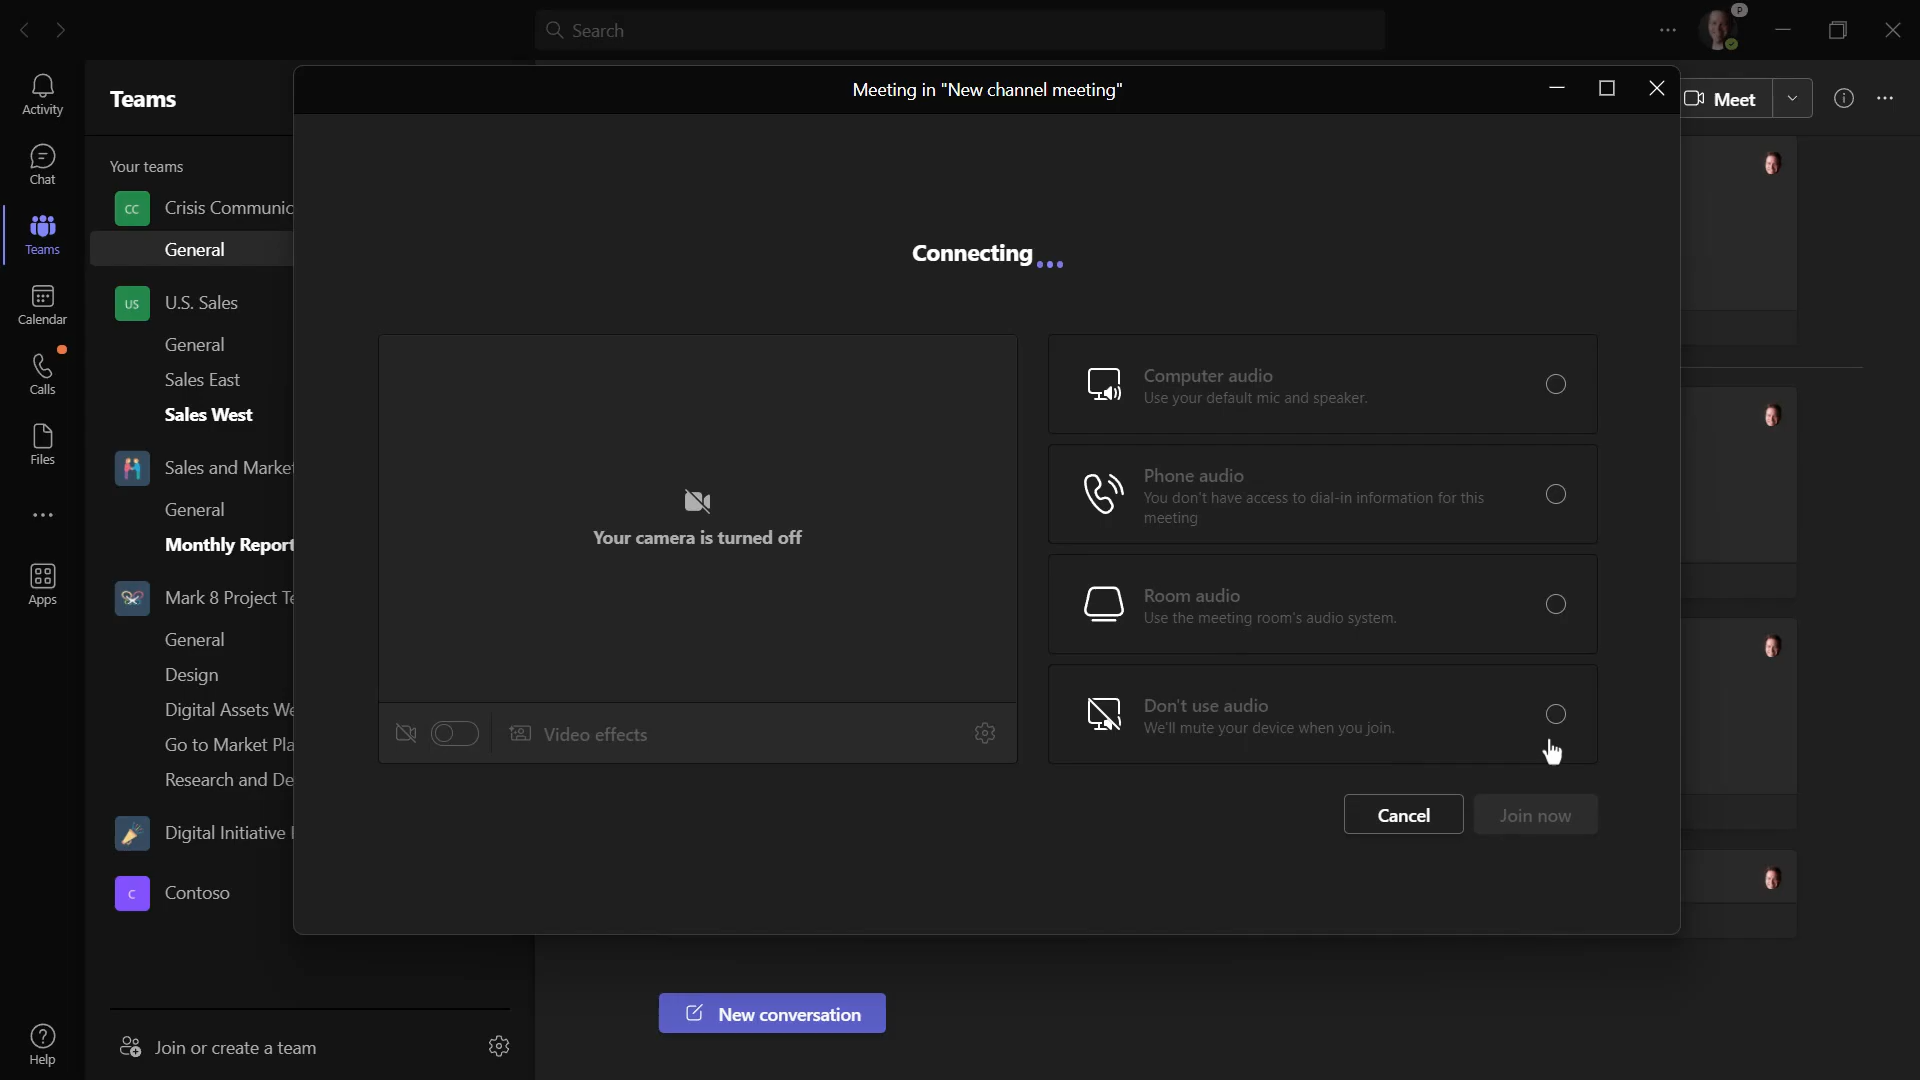 Search
P
Activity
Chat
Teams
Calendar
Calls
Files
Apps
Help
Teams
Your teams
CC
Crisis Communic
General
US
U.S. Sales
General
Sales East
Sales West
Sales and Market
General
Monthly Report
Mark 8 Project Te
General
Design
Digital Assets We
Go to Market Pla
Research and De
Digital Initiative
C
Contoso
Join or create a team
Meeting in "New channel meeting"
Meet
Connecting
Your camera is turned off
Video effects
Computer audio
Use your default mic and speaker.
Phone audio
You don't have access to dial-in information for this
meeting
Room audio
Use the meeting room's audio system.
Don't use audio
We'll mute your device when you join.
Cancel
Join now
New conversation